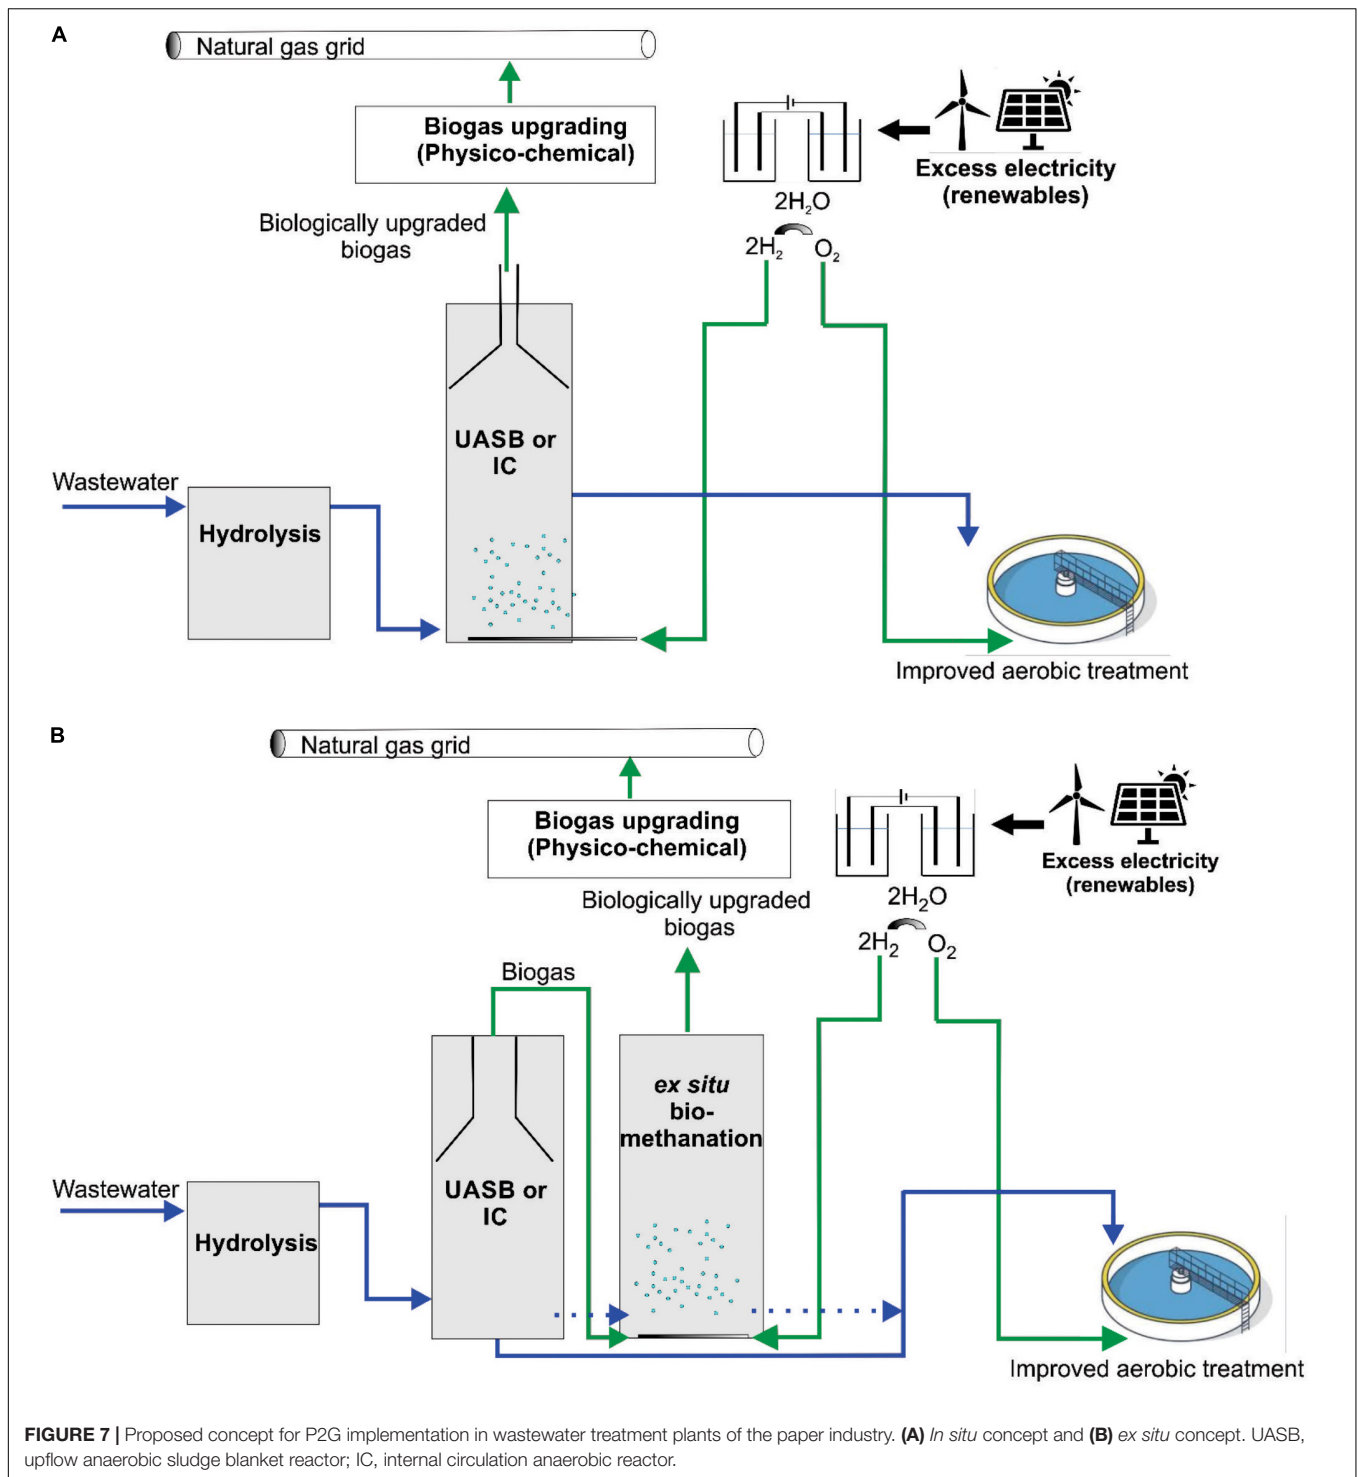 A
Natural gas grid
Biogas upgrading
(Physico-chemical)
Excess electricity
(renewables)
2H₂O
2H₂ O₂
Biologically upgraded
biogas
UASB or
IC
Wastewater
Hydrolysis
Improved aerobic treatment
B
Natural gas grid
Biogas upgrading
(Physico-chemical)
Excess electricity
(renewables)
Biologically upgraded
biogas
2H₂O
2H₂ O₂
Biogas
ex situ
bio-
methanation
UASB or
IC
Wastewater
Hydrolysis
Improved aerobic treatment
FIGURE 7 | Proposed concept for P2G implementation in wastewater treatment plants of the paper industry. (A) In situ concept and (B) ex situ concept. UASB,
upflow anaerobic sludge blanket reactor; IC, internal circulation anaerobic reactor.